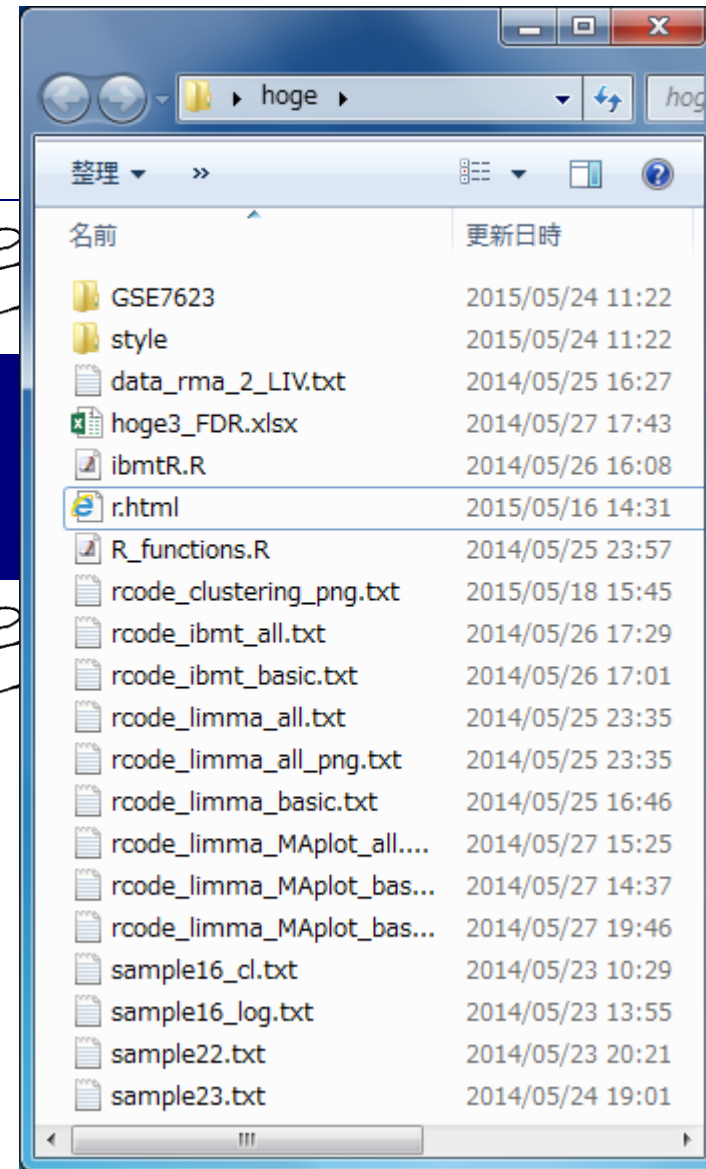 hoge
hog
整理 »
名前 更新日時
GSE7623 2015/05/24 11:22
style 2015/05/24 11:22
data_rma_2_LIV.txt 2014/05/25 16:27
hoge3_FDR.xlsx 2014/05/27 17:43
ibmtR.R 2014/05/26 16:08
r.html 2015/05/16 14:31
R_functions.R 2014/05/25 23:57
rcode_clustering_png.txt 2015/05/18 15:45
rcode_ibmt_all.txt 2014/05/26 17:29
rcode_ibmt_basic.txt 2014/05/26 17:01
rcode_limma_all.txt 2014/05/25 23:35
rcode_limma_all_png.txt 2014/05/25 23:35
rcode_limma_basic.txt 2014/05/25 16:46
rcode_limma_MAplot_all.... 2014/05/27 15:25
rcode_limma_MAplot_bas... 2014/05/27 14:37
rcode_limma_MAplot_bas... 2014/05/27 19:46
sample16_cl.txt 2014/05/23 10:29
sample16_log.txt 2014/05/23 13:55
sample22.txt 2014/05/23 20:21
sample23.txt 2014/05/24 19:01